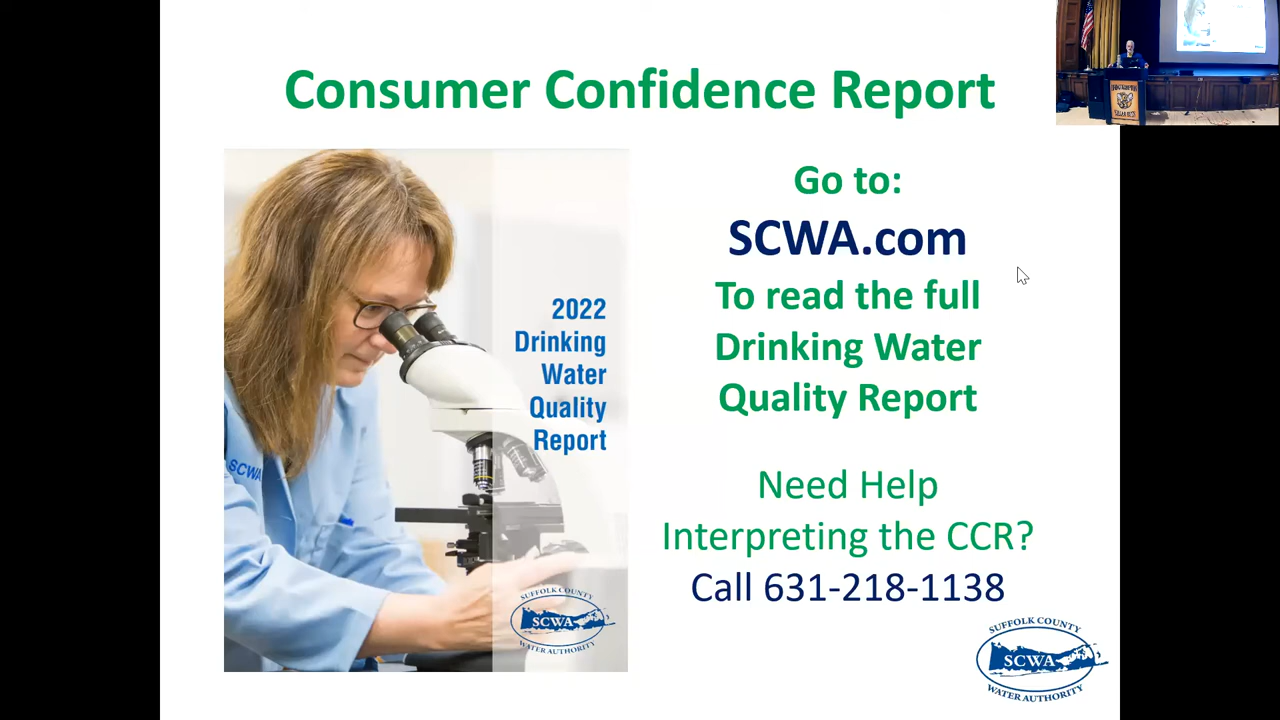 Consumer Confidence Report
2022
Drinking
Water
Quality
Report
SCWA
SUFFOLK COUNTY
SCWA
WATER AUTHORITY
Go to:
SCWA.com
To read the full
Drinking Water
Quality Report
Need Help
Interpreting the CCR?
Call 631-218-1138
SUFFOLK COUNTY
SCWA
WATER AUTHORITY